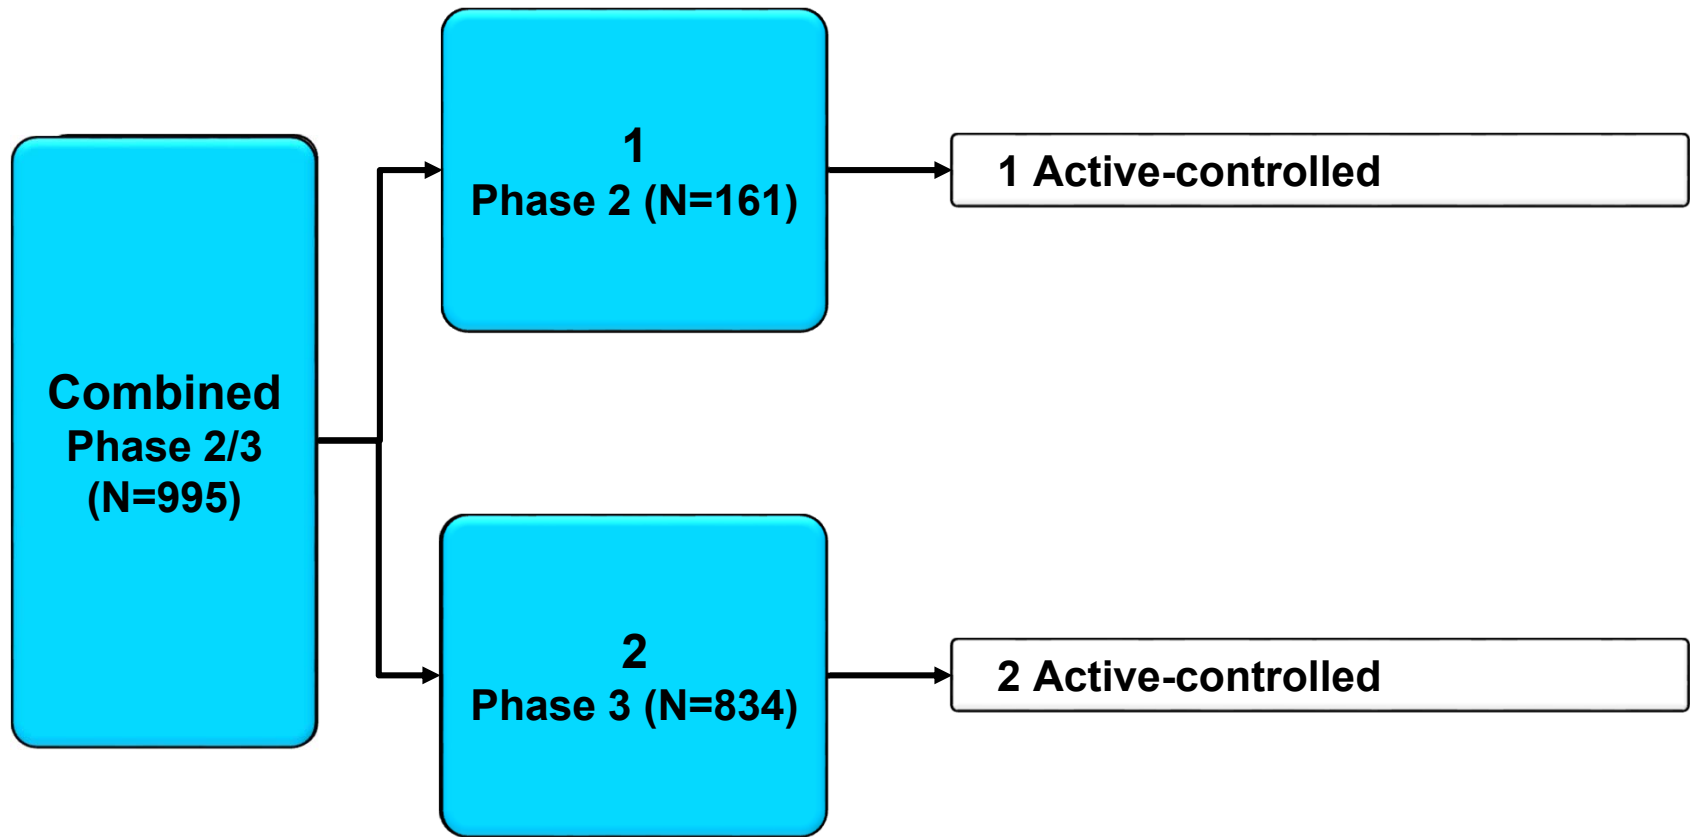 Combined
Phase 2/3
(N=995)
1
Phase 2 (N=161)
1 Active-controlled
2
Phase 3 (N=834)
2 Active-controlled